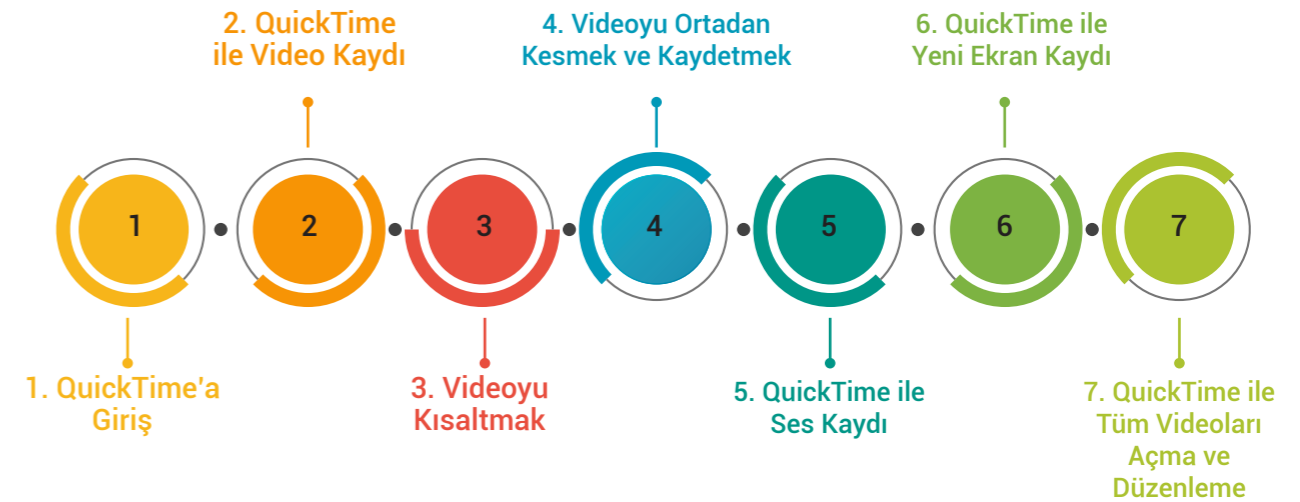 2. QuickTime
ile Video Kaydı
4. Videoyu Ortadan
Kesmek ve Kaydetmek
6. QuickTime ile
Yeni Ekran Kaydı
1
2
3
4
5
6
7
1. QuickTime'a
Giriş
3. Videoyu
Kısaltmak
5. QuickTime ile
Ses Kaydı
7. QuickTime ile
Tüm Videoları
Açma ve
Düzenleme